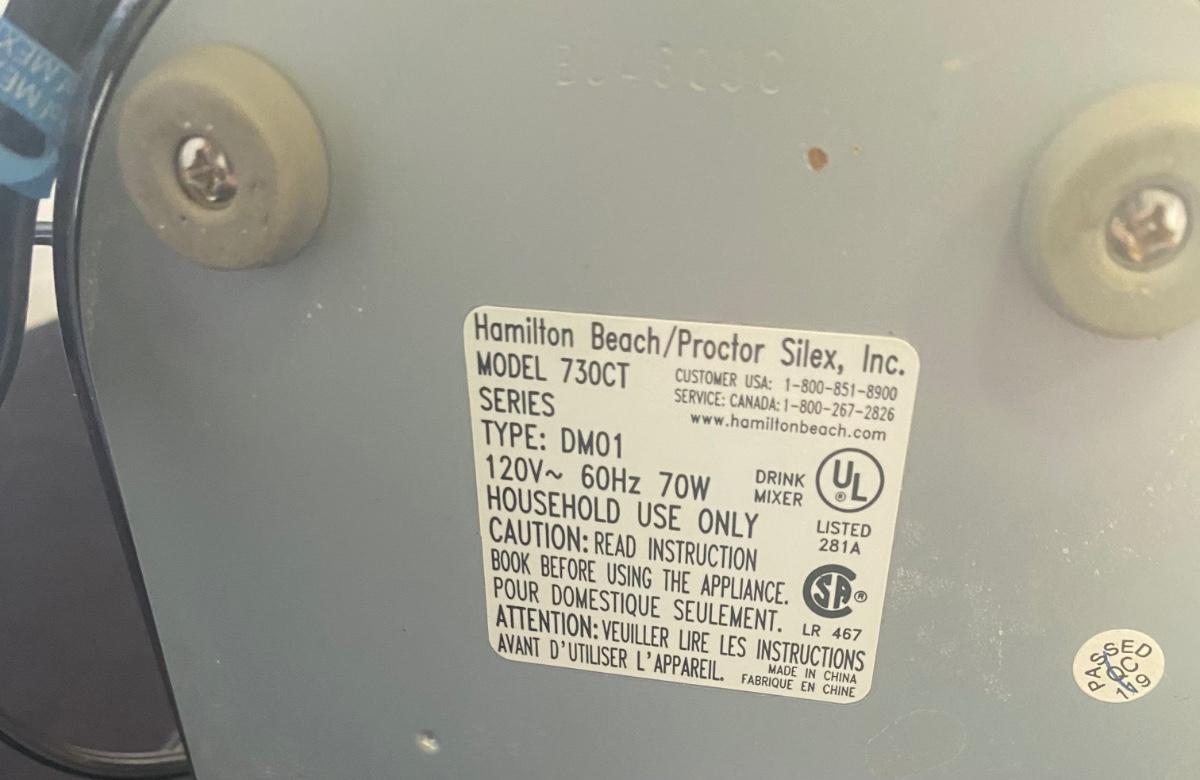 BJ4303C
Hamilton Beach/Proctor Silex, Inc.
MODEL 730CT
CUSTOMER USA: 1-800-851-8900
SERIES
SERVICE: CANADA: 1-800-267-2826
www.hamiltonbeach.com
TYPE: DM01
120V~ 60Hz 70W
DRINK
MIXER
UL®
LISTED
281A
HOUSEHOLD USE ONLY
CAUTION: READ INSTRUCTION
BOOK BEFORE USING THE APPLIANCE.
SA®
LR 467
POUR DOMESTIQUE SEULEMENT.
ATTENTION: VEUILLER LIRE LES INSTRUCTIONS
AVANT D'UTILISER L'APPAREIL.
MADE IN CHINA
FABRIQUE EN CHINE
PASSED
QC
119